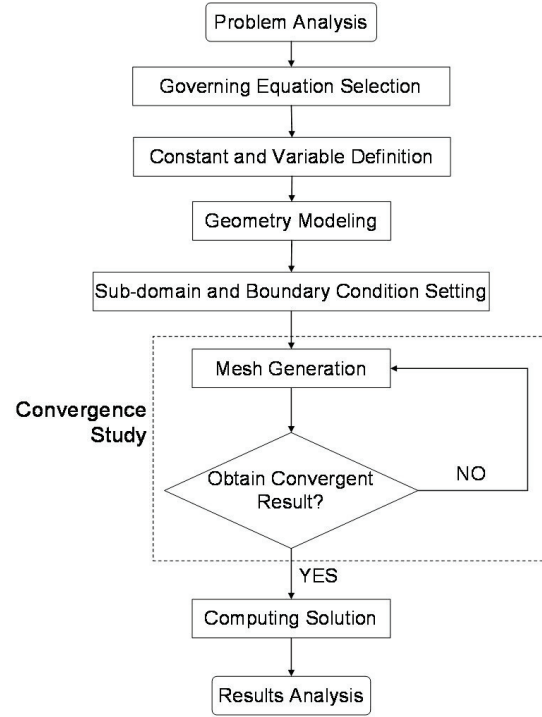 Problem Analysis
Governing Equation Selection
Constant and Variable Definition
Geometry Modeling
Sub-domain and Boundary Condition Setting
Mesh Generation
Convergence
Study
Obtain Convergent
Result?
NO
YES
Computing Solution
Results Analysis